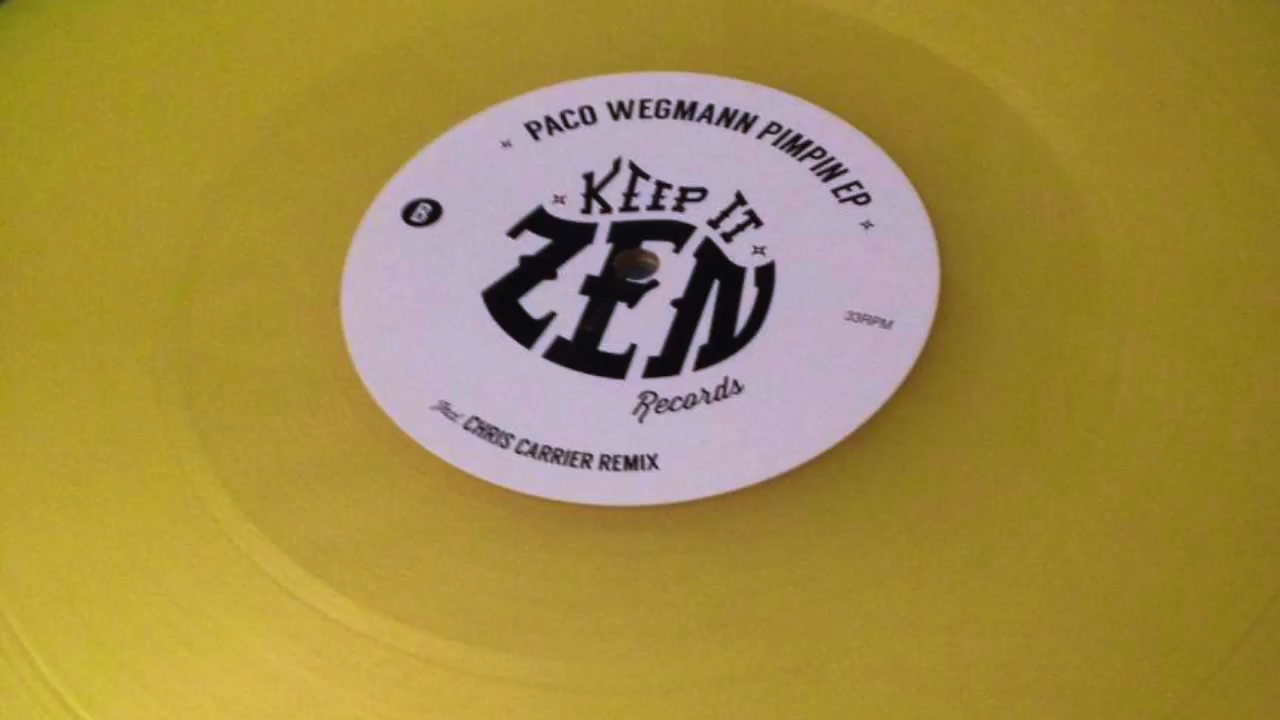 PACO WEGMANN PIMPIN EP
B
KEEP IT
ZEN
Records
33RPM
Feat. CHRIS CARRIER REMIX